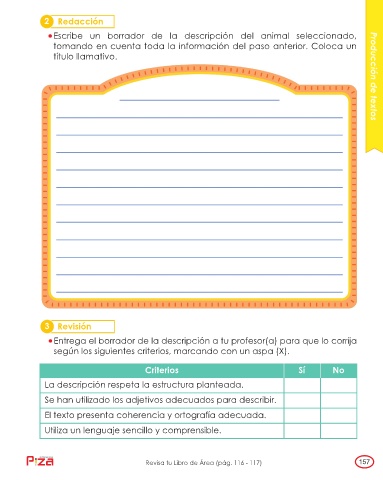 2 Redacción
•Escribe un borrador de la descripción del animal seleccionado,
tomando en cuenta toda la información del paso anterior. Coloca un
título llamativo.
Producción de textos
3 Revisión
•Entrega el borrador de la descripción a tu profesor(a) para que lo corrija
según los siguientes criterios, marcando con un aspa (X).
Criterios Sí No
La descripción respeta la estructura planteada.
Se han utilizado los adjetivos adecuados para describir.
El texto presenta coherencia y ortografía adecuada.
Utiliza un lenguaje sencillo y comprensible.
Revisa tu Libro de Área (pág. 116 - 117)
157